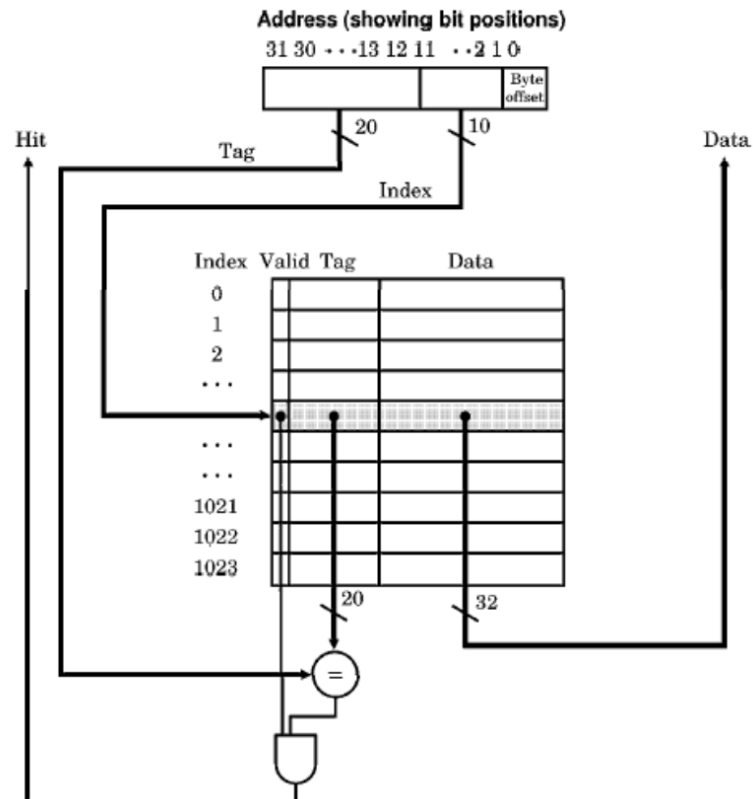 Address (showing bit positions)
31 30 ···13 12 11 ··2 1 0
Byte
offset
20
10
Hit
Tag
Data
Index
Index Valid Tag Data
0
1
2
···
···
···
1021
1022
1023
20
32
=